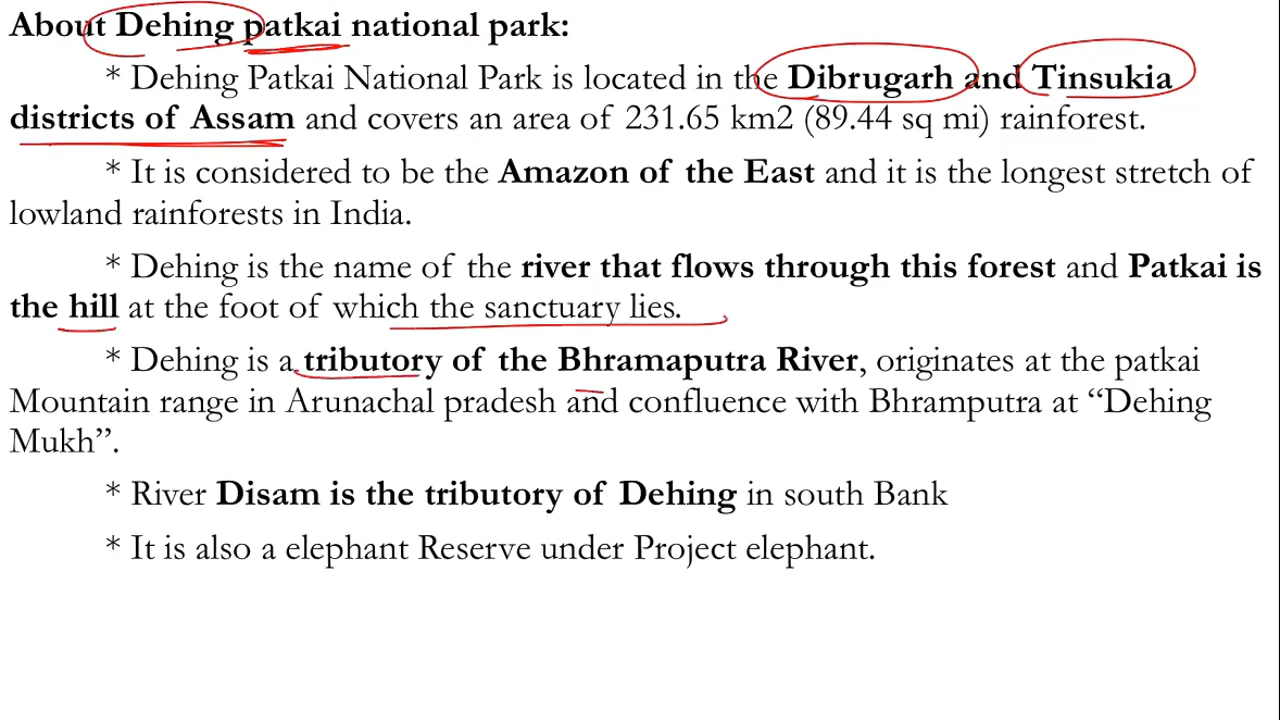 About Dehing patkai national park:
* Dehing Patkai National Park is located in the Dibrugarh and Tinsukia
districts of Assam and covers an area of 231.65 km2 (89.44 sq mi) rainforest.
* It is considered to be the Amazon of the East and it is the longest stretch of
lowland rainforests in India.
* Dehing is the name of the river that flows through this forest and Patkai is
the hill at the foot of which the sanctuary lies.
* Dehing is a tributory of the Bhramaputra River, originates at the patkai
Mountain range in Arunachal pradesh and confluence with Bhramputra at “Dehing
Mukh”.
* River Disam is the tributory of Dehing in south Bank
* It is also a elephant Reserve under Project elephant.